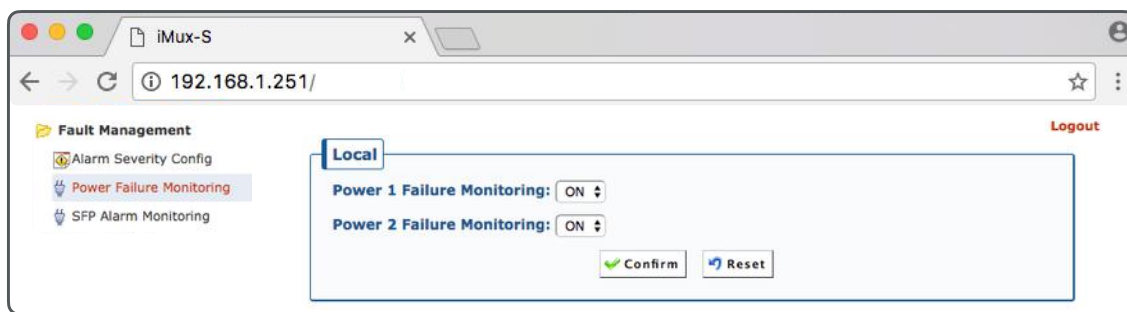 iMux-S
192.168.1.251/
Fault Management
Alarm Severity Config
Power Failure Monitoring
SFP Alarm Monitoring
Logout
Local
Power 1 Failure Monitoring: ON
Power 2 Failure Monitoring: ON
Confirm Reset